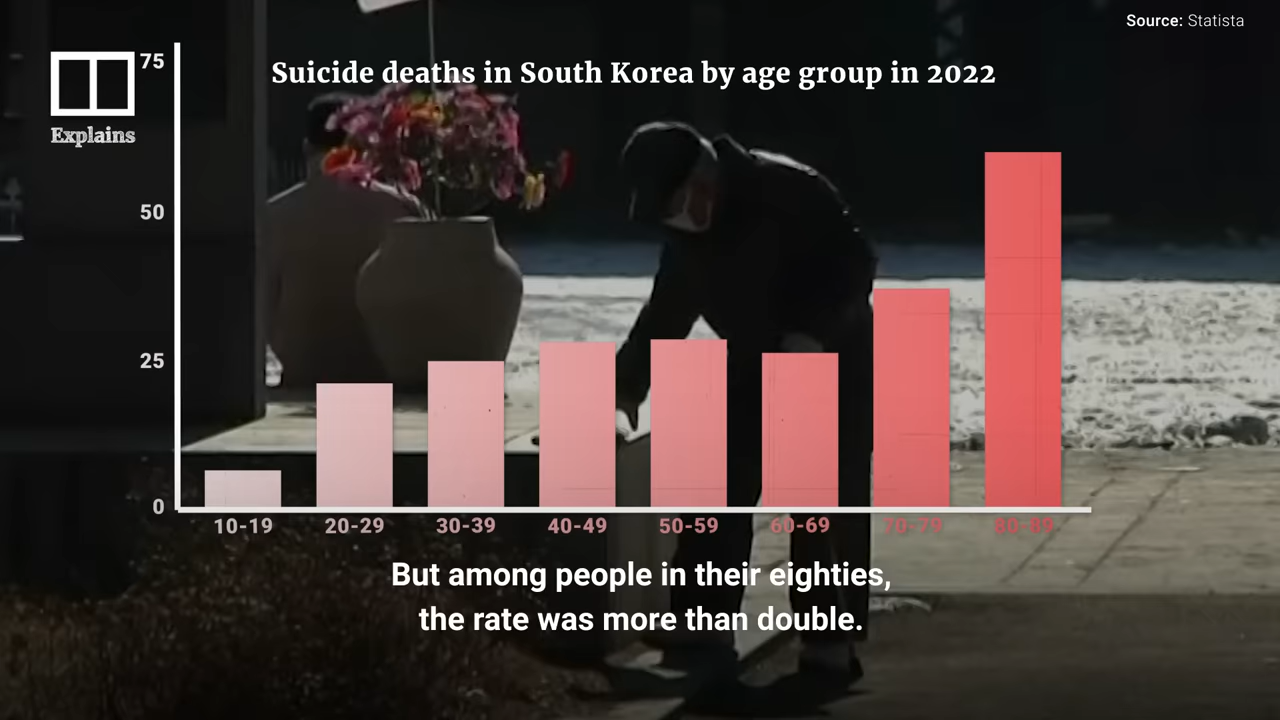 Source: Statista
Explains
Suicide deaths in South Korea by age group in 2022
75
50
25
0
10-19 20-29 30-39 40-49 50-59 60-69 70-79 80-89
But among people in their eighties,
the rate was more than double.